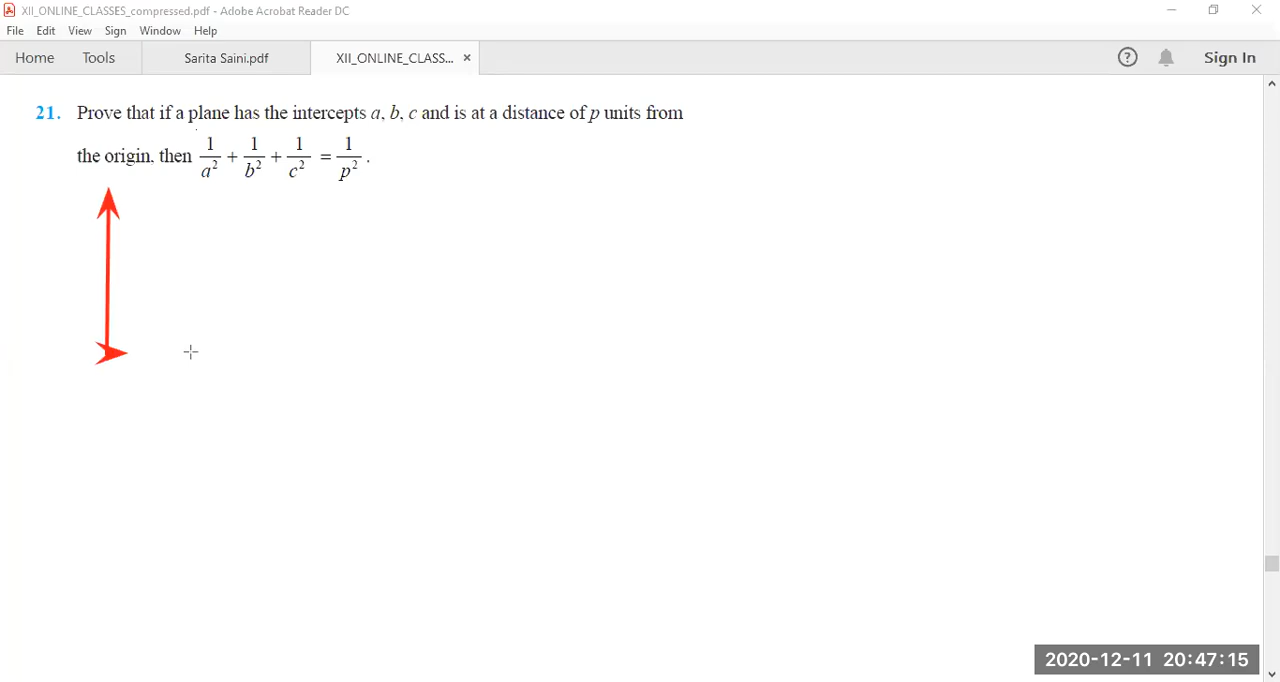 XII_ONLINE_CLASSES_compressed.pdf - Adobe Acrobat Reader DC
File Edit View Sign Window Help
Home Tools Sarita Saini.pdf XII_ONLINE_CLASS... × Sign In
21. Prove that if a plane has the intercepts a, b, c and is at a distance of p units from
the origin, then 1/a² + 1/b² + 1/c² = 1/p².
2020-12-11 20:47:15